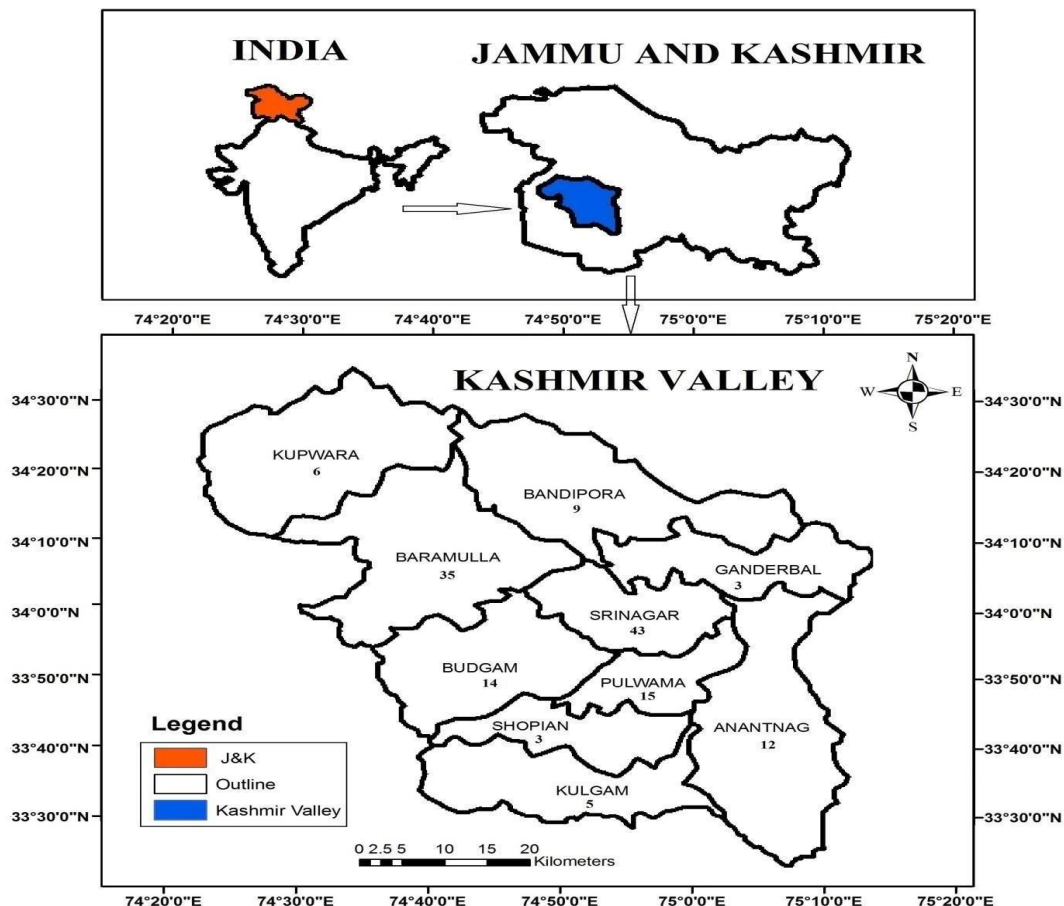 INDIA
JAMMU AND KASHMIR
74°20'0"E 74°30'0"E 74°40'0"E 74°50'0"E 75°0'0"E 75°10'0"E 75°20'0"E
KASHMIR VALLEY
N
W E
S
34°30'0"N 34°30'0"N
KUPWARA
6
34°20'0"N 34°20'0"N
BANDIPORA
9
34°10'0"N 34°10'0"N
BARAMULLA
35
GANDERBAL
3
34°0'0"N 34°0'0"N
SRINAGAR
43
BUDGAM
14
33°50'0"N 33°50'0"N
PULWAMA
15
SHOPIAN
3
ANANTNAG
12
33°40'0"N 33°40'0"N
KULGAM
5
33°30'0"N 33°30'0"N
Legend
J&K
Outline
Kashmir Valley
0 2.5 5 10 15 20
Kilometers
74°20'0"E 74°30'0"E 74°40'0"E 74°50'0"E 75°0'0"E 75°10'0"E 75°20'0"E